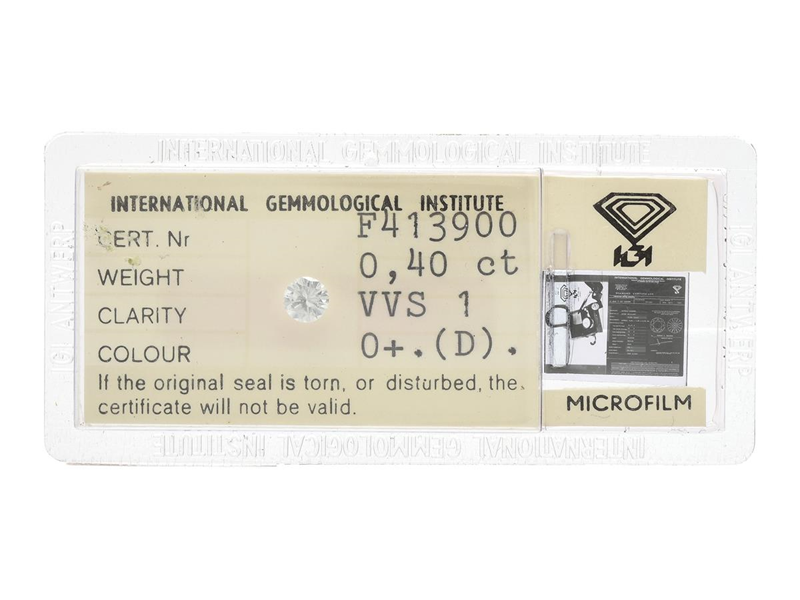 INTERNATIONAL GEMMOLOGICAL INSTITUTE
INTERNATIONAL GEMMOLOGICAL INSTITUTE
CERT. Nr F413900
WEIGHT 0,40 ct
CLARITY VVS 1
COLOUR 0+.(D).
If the original seal is torn, or disturbed, the
certificate will not be valid.
MICROFILM
IGI ANTWERP
IGI ANTWERP
INTERNATIONAL GEMMOLOGICAL INSTITUTE